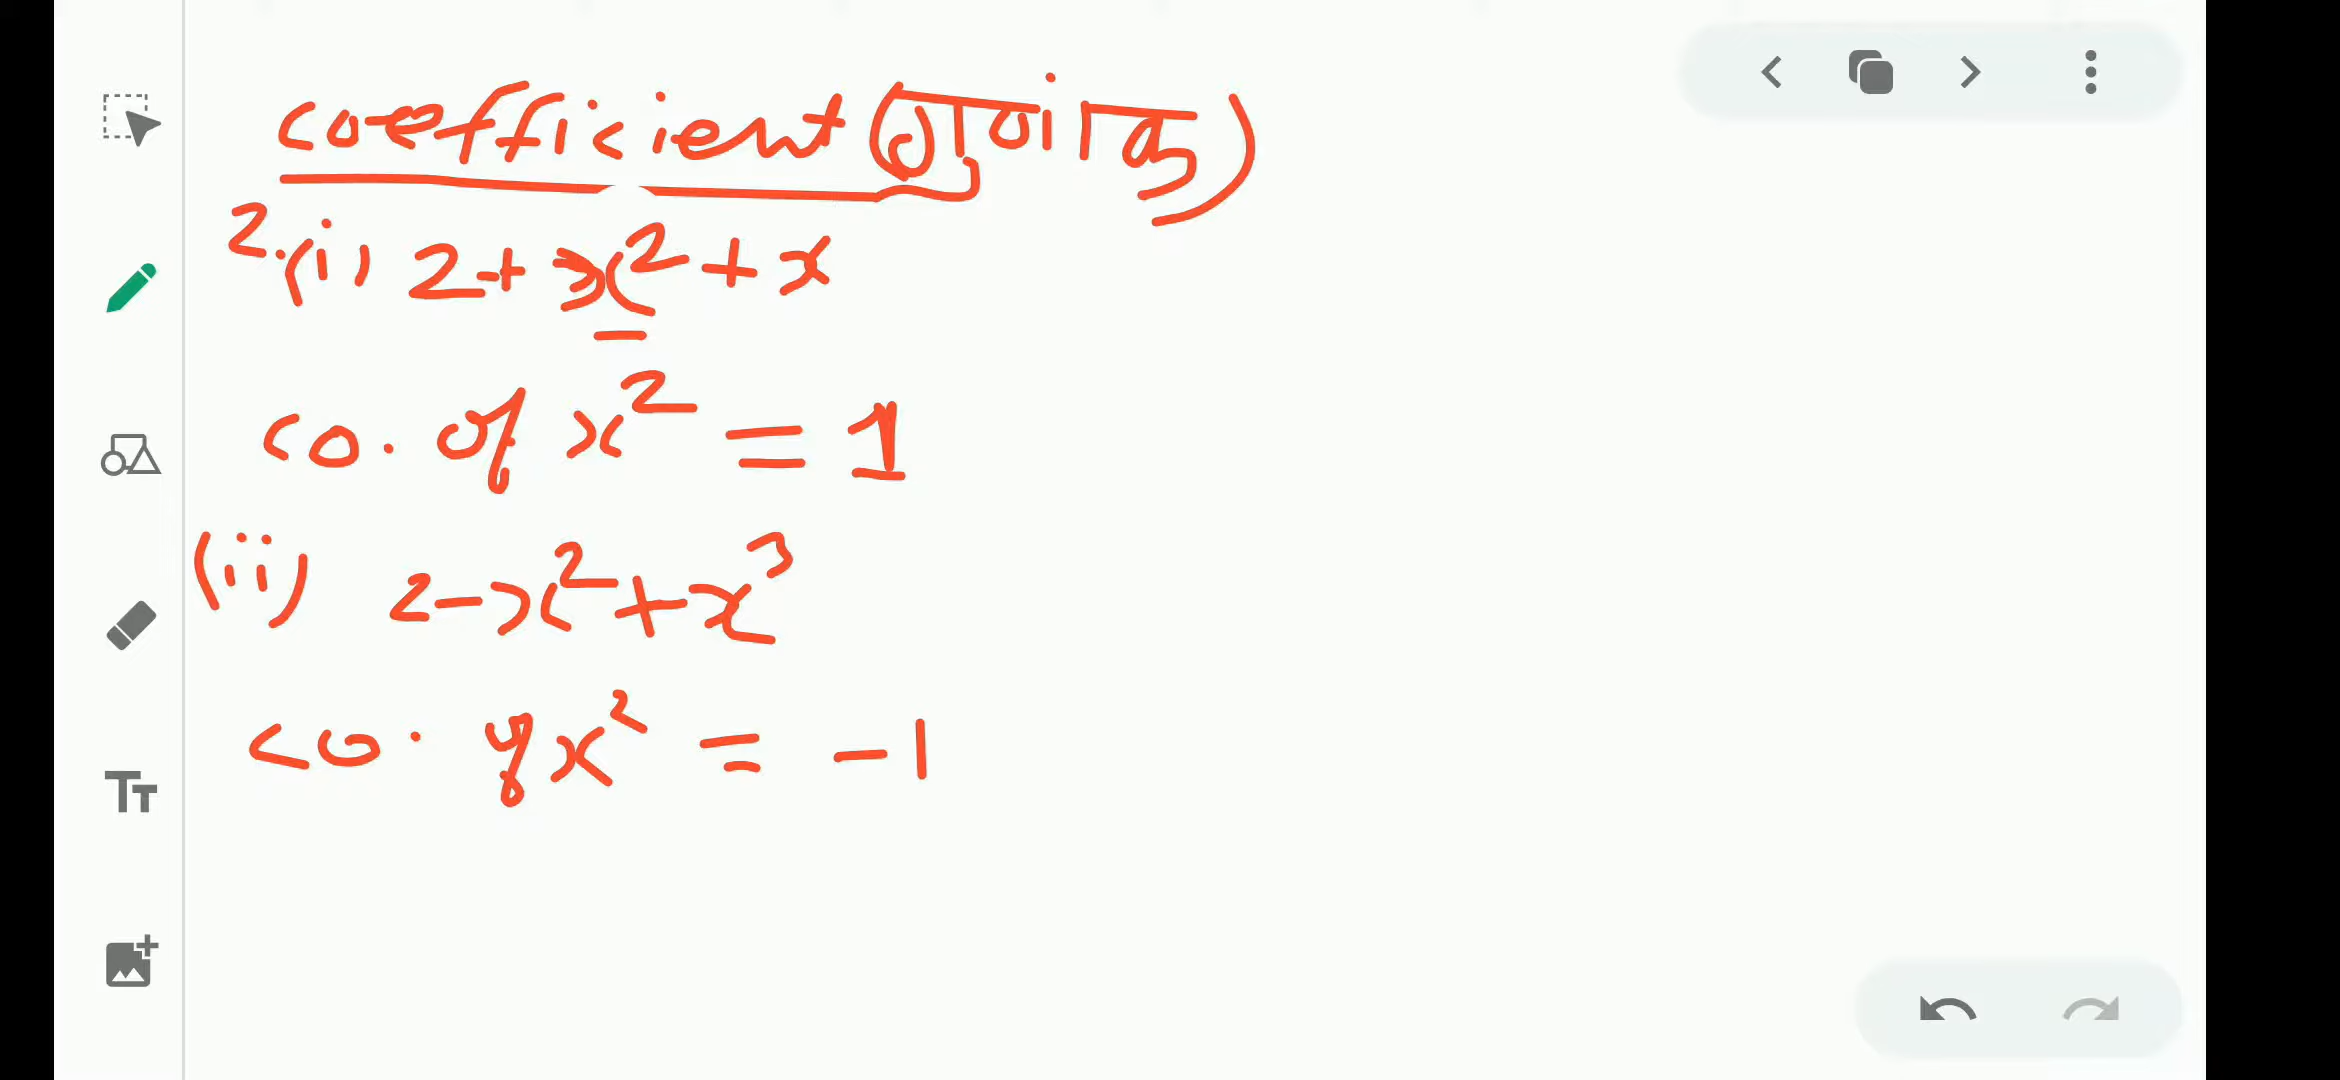 coefficient (गुणांक)
2.(i) 2 + x² + x
co. of x² = 1
(ii) 2 - x² + x³
co. of x² = -1